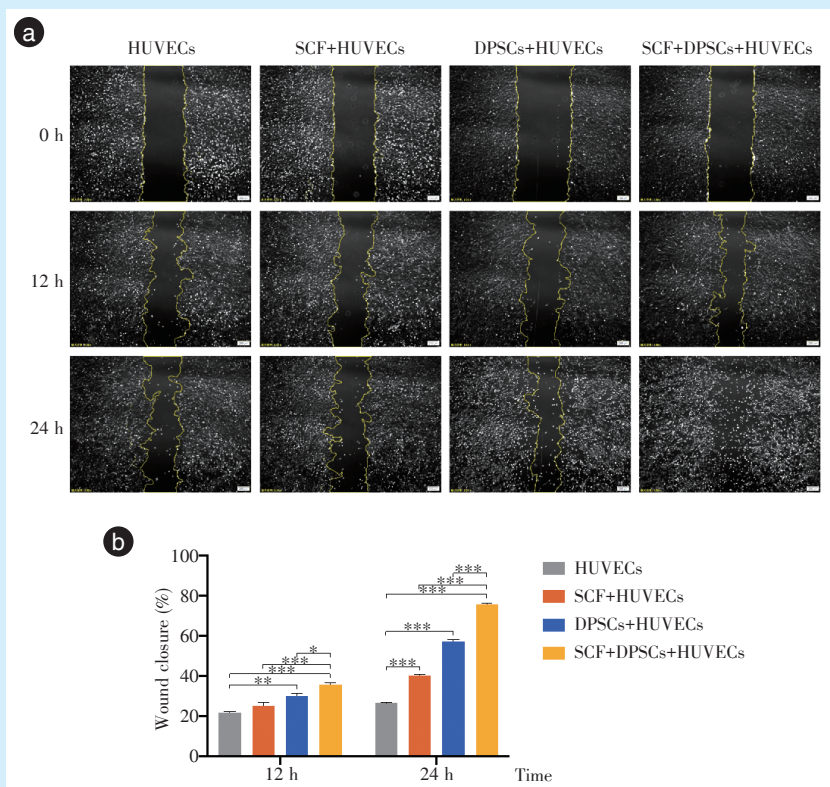 a
HUVECs SCF+HUVECs DPSCs+HUVECs SCF+DPSCs+HUVECs
0 h
12 h
24 h
b
Wound closure (%)
100
80
60
40
20
0
***
***
***
***
***
*
***
***
**
12 h 24 h Time
HUVECs
SCF+HUVECs
DPSCs+HUVECs
SCF+DPSCs+HUVECs